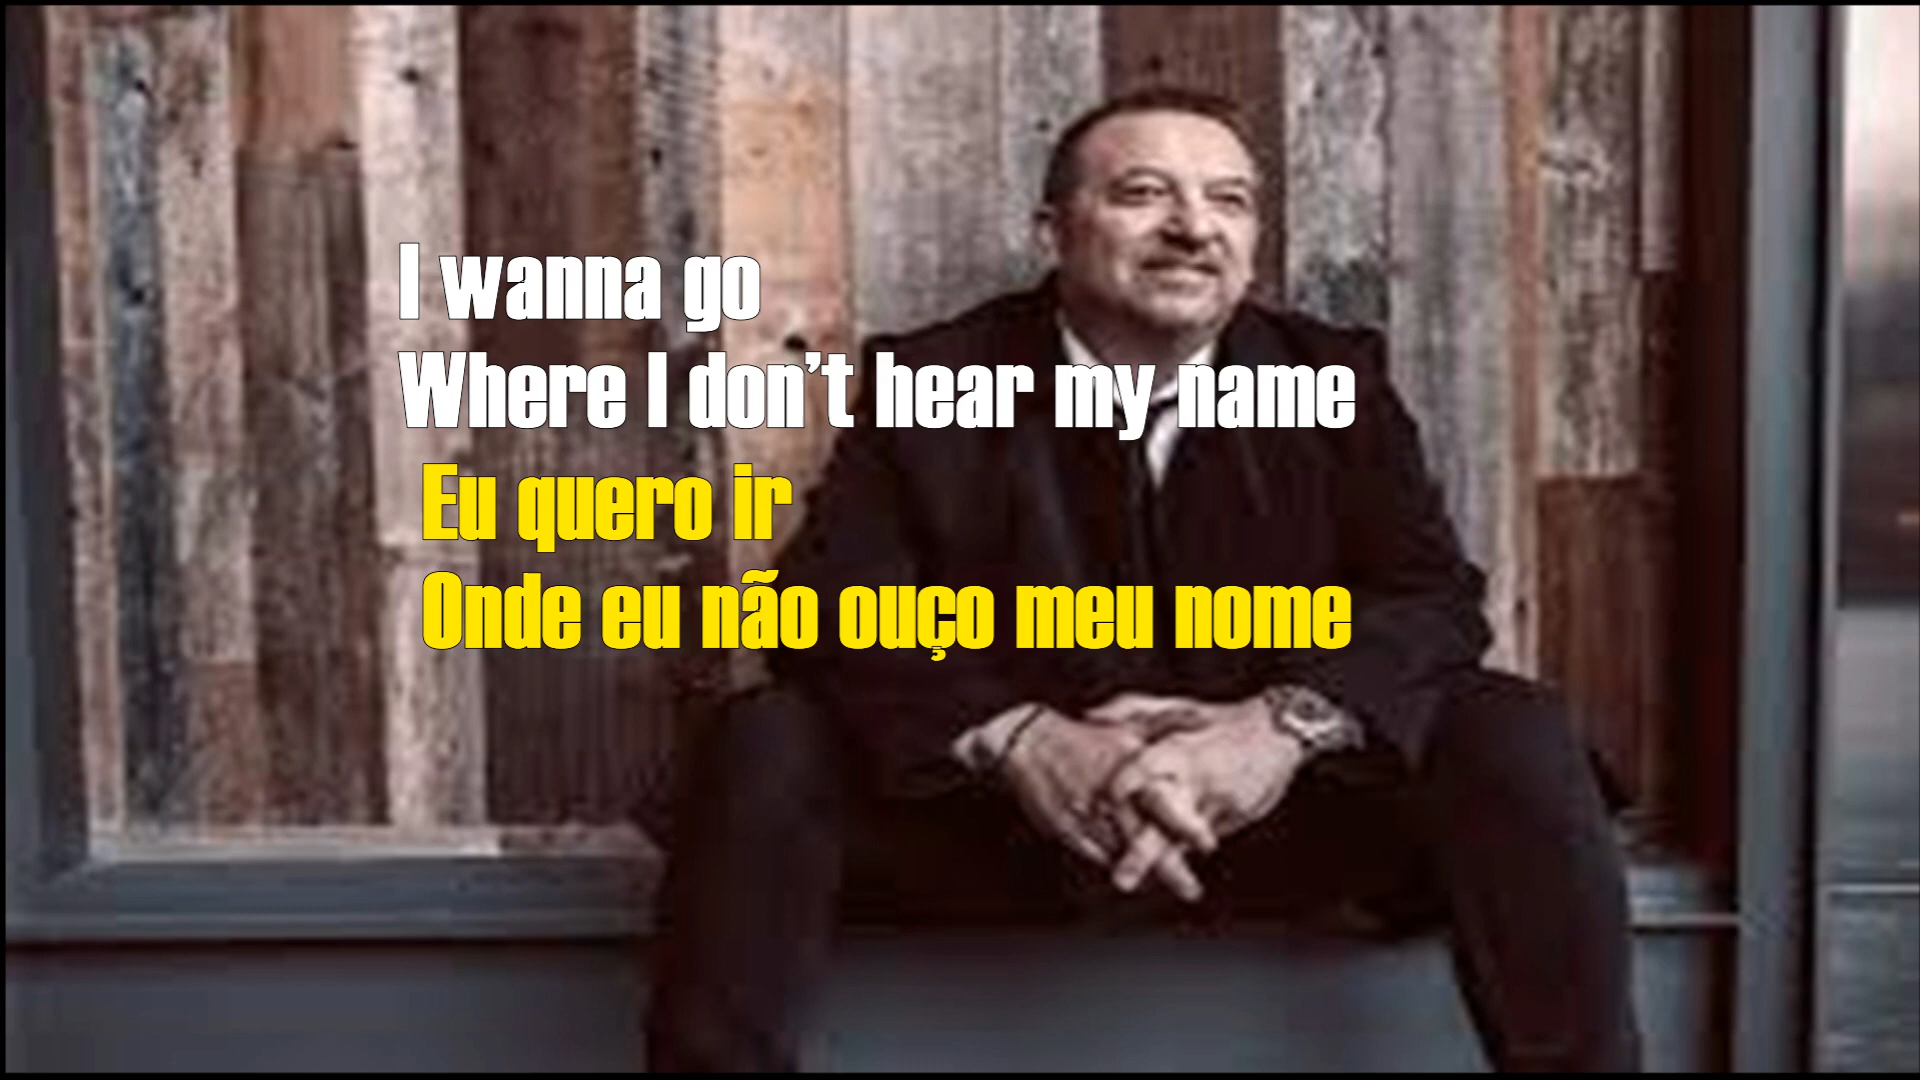 I wanna go
Where I don't hear my name
Eu quero ir
Onde eu não ouço meu nome